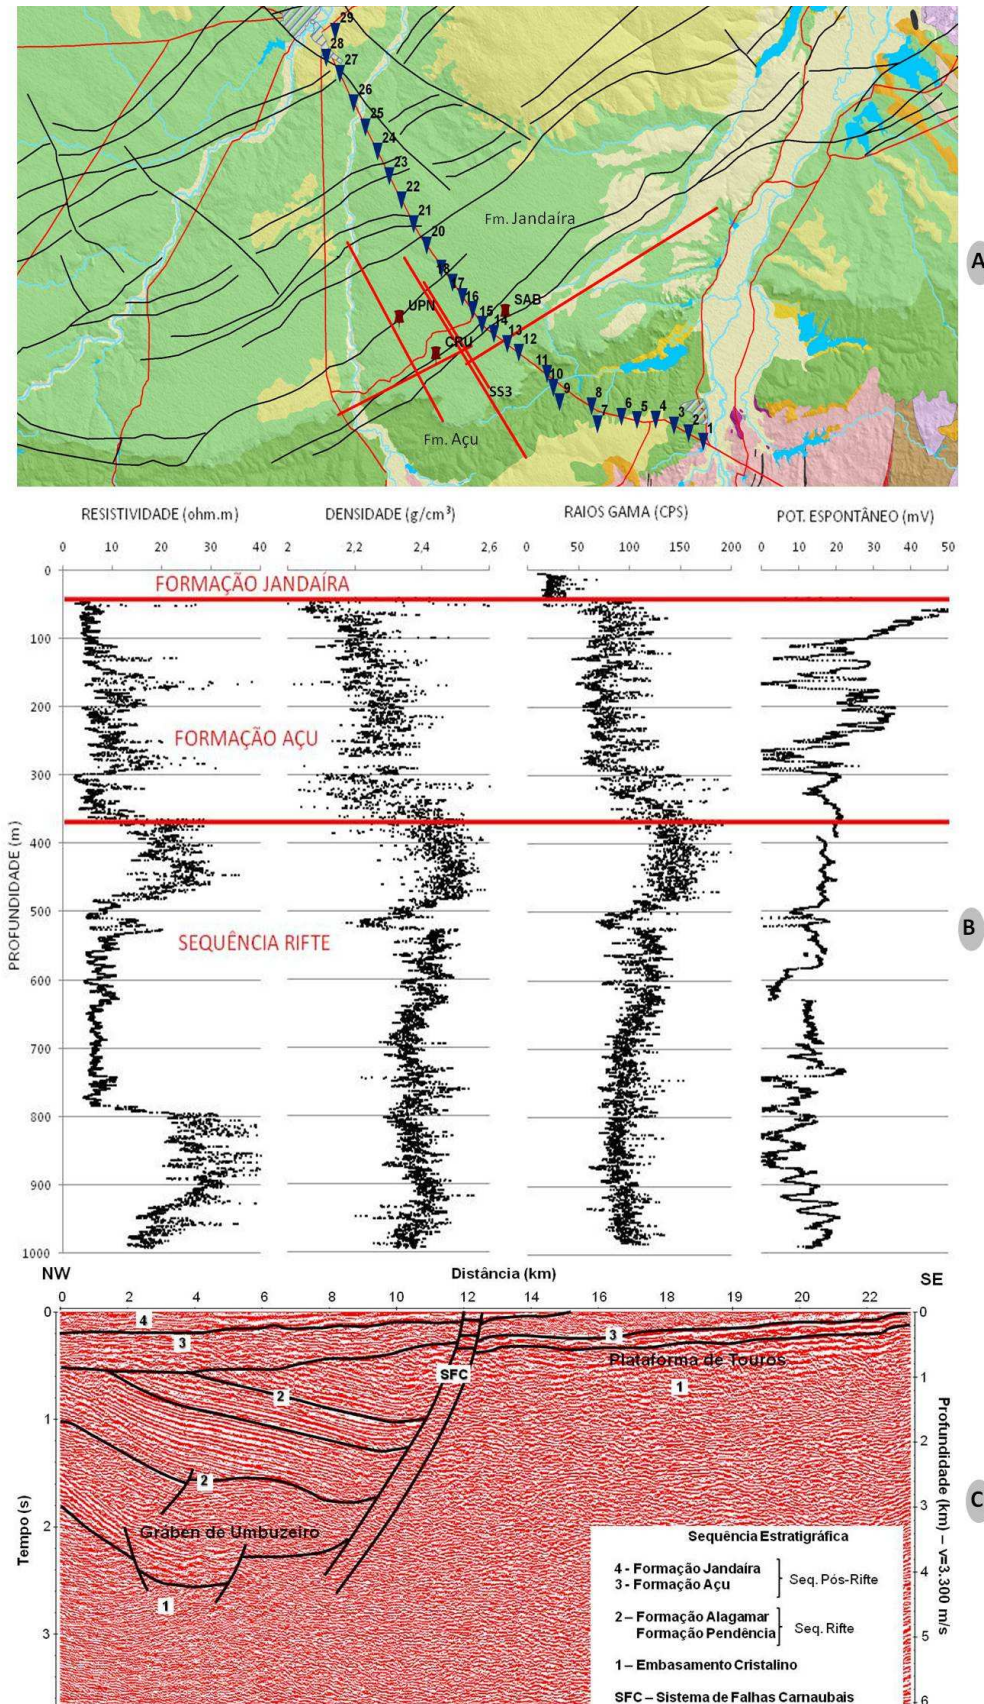 29
28
27
26
25
24
23
22
21
20
18
17
16
15
14
13
12
11
10
9
8
7
6
5
4
3
2
1
Fm. Jandaíra
UPN
SAB
CRU
SS3
Fm. Açu
A
RESISTIVIDADE (ohm.m)
DENSIDADE (g/cm³)
RAIOS GAMA (CPS)
POT. ESPONTÂNEO (mV)
0 10 20 30 40
2 2,2 2,4 2,6
0 50 100 150 200
0 10 20 30 40 50
0
100
200
300
400
500
600
700
800
900
1000
PROFUNDIDADE (m)
FORMAÇÃO JANDAÍRA
FORMAÇÃO AÇU
SEQUÊNCIA RIFTE
B
NW
Distância (km)
SE
0 2 4 6 8 10 12 14 16 18 19 20 22
0
1
2
3
Tempo (s)
0
1
2
3
4
5
6
Profundidade (km) – v=3.300 m/s
4
3
3
Plataforma de Touros
SFC
1
2
2
Graben de Umbuzeiro
1
C
Sequência Estratigráfica
4 - Formação Jandaíra
3 - Formação Açu
Seq. Pós-Rifte
2 – Formação Alagamar
Formação Pendência
Seq. Rifte
1 – Embasamento Cristalino
SFC – Sistema de Falhas Carnaubais